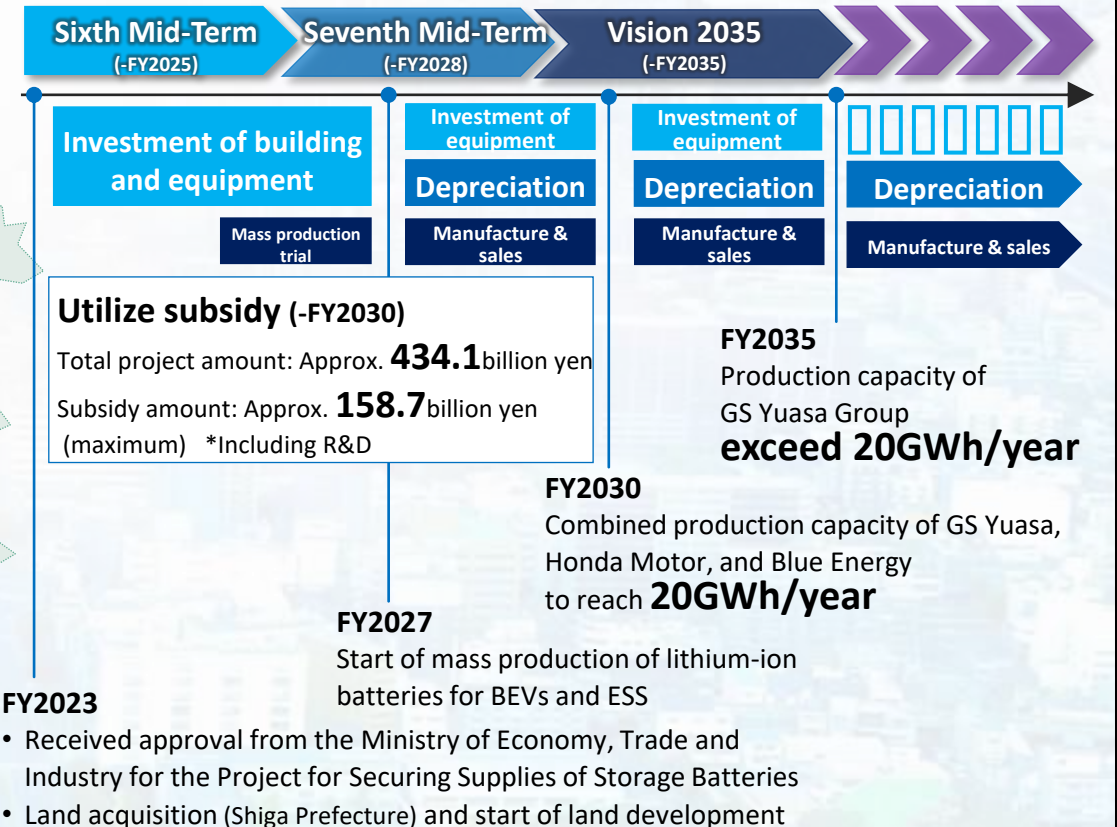 Sixth Mid-Term
(-FY2025)
Seventh Mid-Term
(-FY2028)
Vision 2035
(-FY2035)
Investment of building
and equipment
Mass production
trial
Investment of
equipment
Depreciation
Manufacture &
sales
Investment of
equipment
Depreciation
Manufacture &
sales
Depreciation
Manufacture & sales
Utilize subsidy (-FY2030)
Total project amount: Approx. 434.1billion yen
Subsidy amount: Approx. 158.7billion yen
(maximum) *Including R&D
FY2035
Production capacity of
GS Yuasa Group
exceed 20GWh/year
FY2030
Combined production capacity of GS Yuasa,
Honda Motor, and Blue Energy
to reach 20GWh/year
FY2027
Start of mass production of lithium-ion
batteries for BEVs and ESS
FY2023
• Received approval from the Ministry of Economy, Trade and
Industry for the Project for Securing Supplies of Storage Batteries
• Land acquisition (Shiga Prefecture) and start of land development